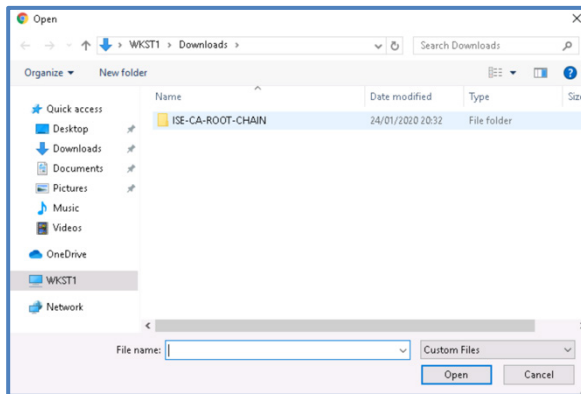 Open
WKST1 > Downloads >
Search Downloads
Organize
New folder
Name
Date modified
Type
Size
Quick access
Desktop
Downloads
Documents
Pictures
Music
Videos
OneDrive
WKST1
Network
ISE-CA-ROOT-CHAIN
24/01/2020 20:32
File folder
File name:
Custom Files
Open
Cancel